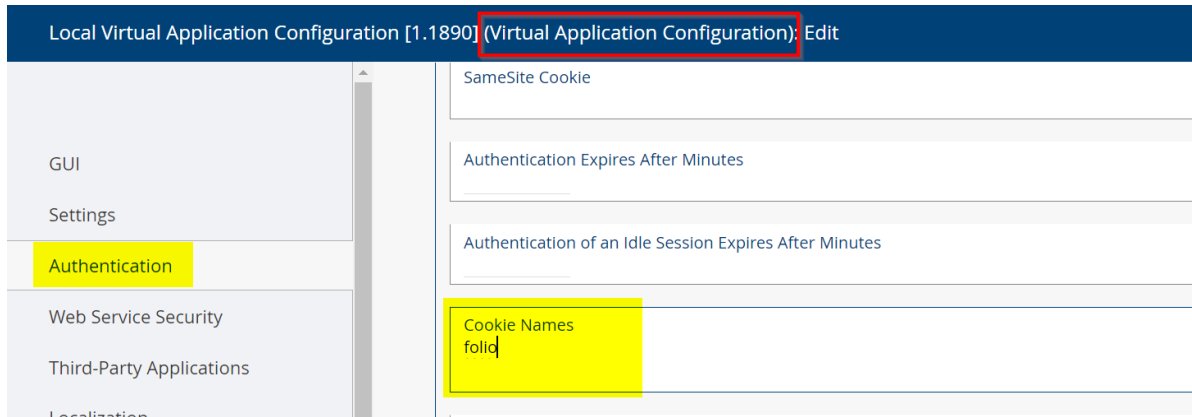 Local Virtual Application Configuration [1.1890] (Virtual Application Configuration): Edit
SameSite Cookie
Authentication Expires After Minutes
GUI
Settings
Authentication of an Idle Session Expires After Minutes
Authentication
Web Service Security
Cookie Names
folio
Third-Party Applications
Localization